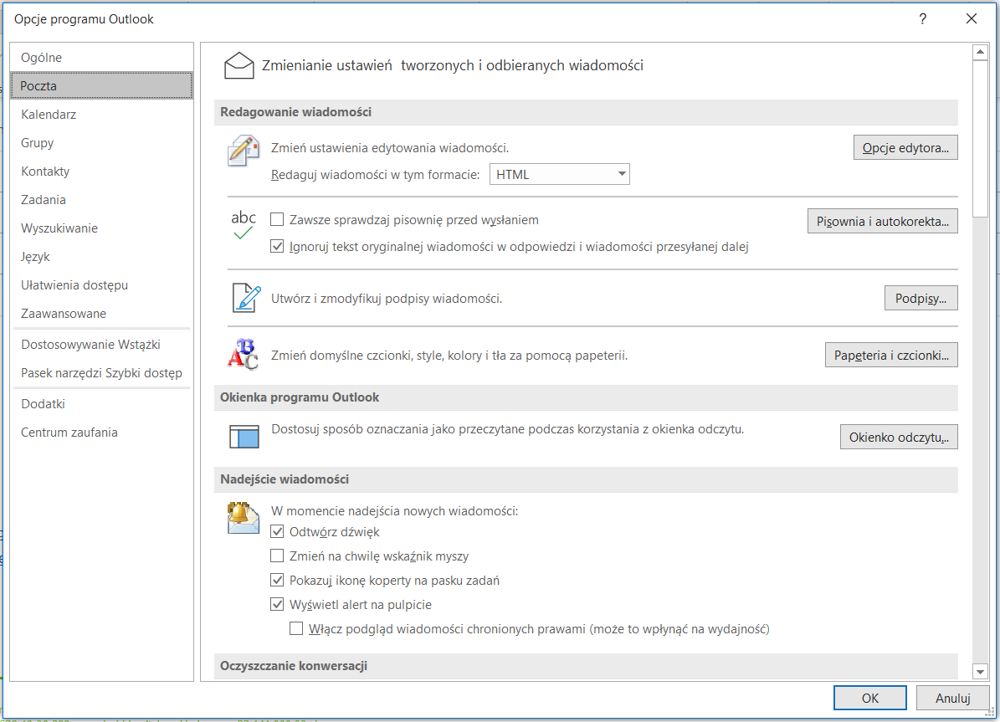 Opcje programu Outlook
?
Ogólne
Poczta
Kalendarz
Grupy
Kontakty
Zadania
Wyszukiwanie
Język
Ułatwienia dostępu
Zaawansowane
Dostosowywanie Wstążki
Pasek narzędzi Szybki dostęp
Dodatki
Centrum zaufania
Zmienianie ustawień tworzonych i odbieranych wiadomości
Redagowanie wiadomości
Zmień ustawienia edytowania wiadomości.
Opcje edytora...
Redaguj wiadomości w tym formacie: HTML
abc
Zawsze sprawdzaj pisownię przed wysłaniem
Pisownia i autokorekta...
Ignoruj tekst oryginalnej wiadomości w odpowiedzi i wiadomości przesyłanej dalej
Utwórz i zmodyfikuj podpisy wiadomości.
Podpisy...
ABC
Zmień domyślne czcionki, style, kolory i tła za pomocą papeterii.
Papeteria i czcionki...
Okienka programu Outlook
Dostosuj sposób oznaczania jako przeczytane podczas korzystania z okienka odczytu.
Okienko odczytu...
Nadejście wiadomości
W momencie nadejścia nowych wiadomości:
Odtwórz dźwięk
Zmień na chwilę wskaźnik myszy
Pokazuj ikonę koperty na pasku zadań
Wyświetl alert na pulpicie
Włącz podgląd wiadomości chronionych prawami (może to wpłynąć na wydajność)
Oczyszczanie konwersacji
OK
Anuluj